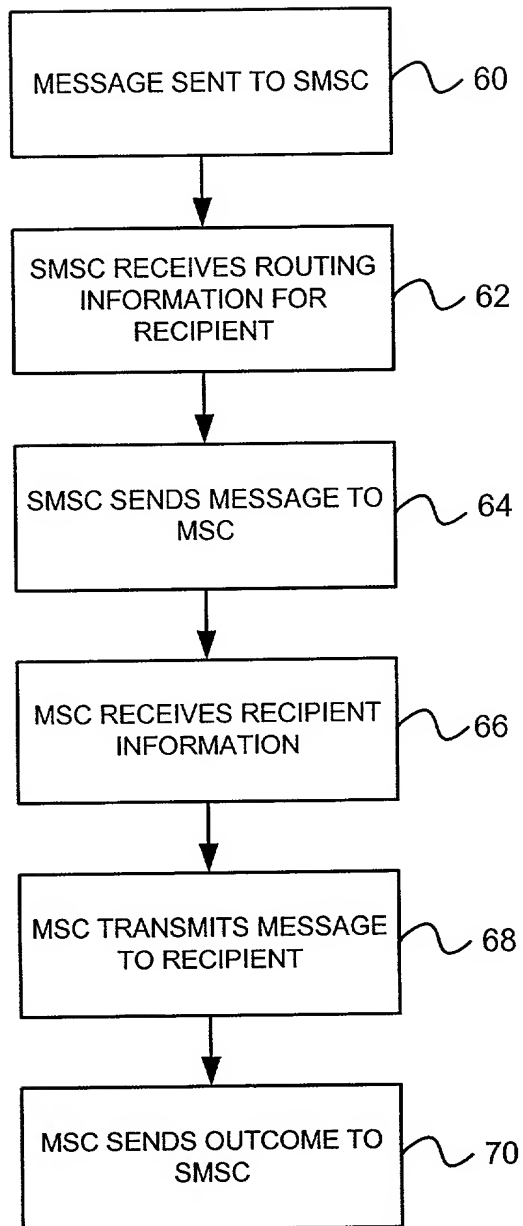 MESSAGE SENT TO SMSC
60
SMSC RECEIVES ROUTING
INFORMATION FOR
RECIPIENT
62
SMSC SENDS MESSAGE TO
MSC
64
MSC RECEIVES RECIPIENT
INFORMATION
66
MSC TRANSMITS MESSAGE
TO RECIPIENT
68
MSC SENDS OUTCOME TO
SMSC
70